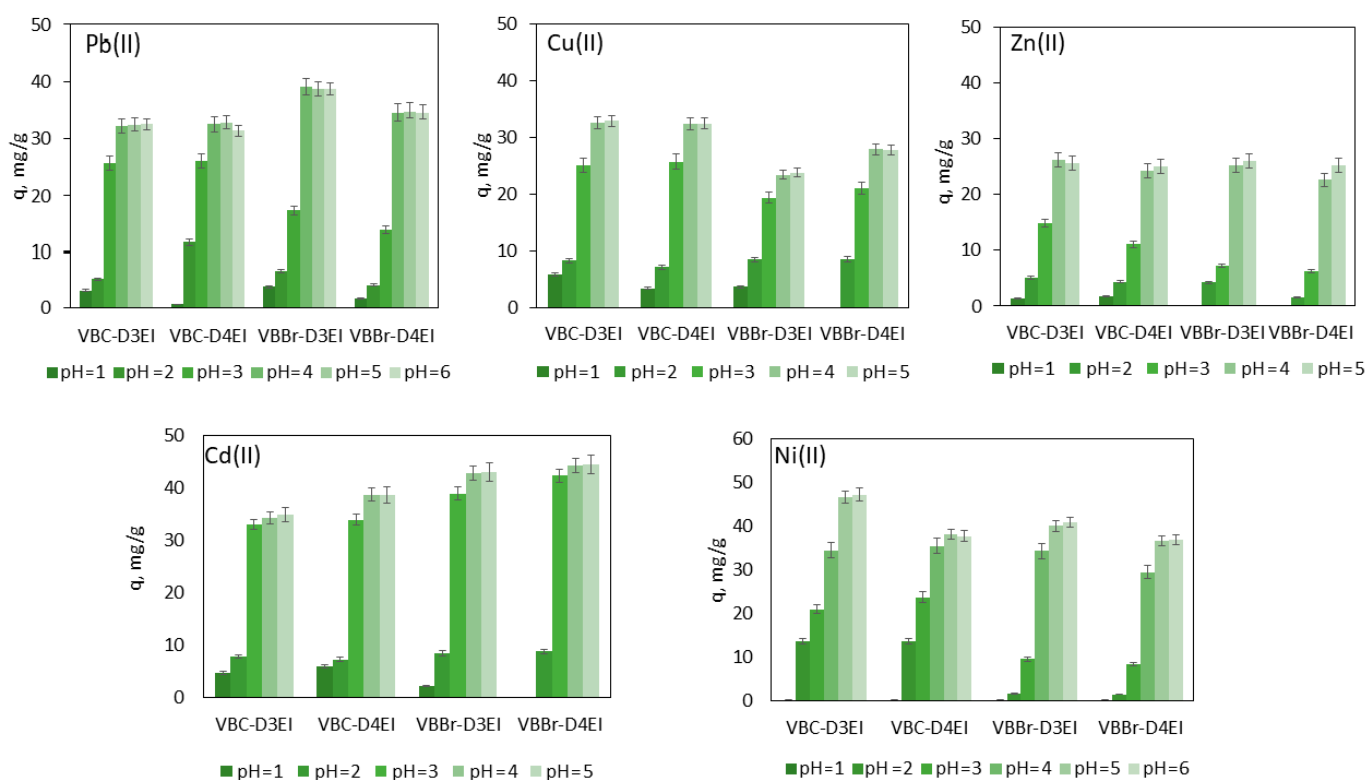 Pb(II)
q, mg/g
50
40
30
20
10
0
VBC-D3EI VBC-D4EI VBBr-D3EI VBBr-D4EI
pH=1 pH=2 pH=3 pH=4 pH=5 pH=6
Cu(II)
q, mg/g
50
40
30
20
10
0
VBC-D3EI VBC-D4EI VBBr-D3EI VBBr-D4EI
pH=1 pH=2 pH=3 pH=4 pH=5
Zn(II)
q, mg/g
50
40
30
20
10
0
VBC-D3EI VBC-D4EI VBBr-D3EI VBBr-D4EI
pH=1 pH=2 pH=3 pH=4 pH=5
Cd(II)
q, mg/g
50
40
30
20
10
0
VBC-D3EI VBC-D4EI VBBr-D3EI VBBr-D4EI
pH=1 pH=2 pH=3 pH=4 pH=5
Ni(II)
q, mg/g
60
50
40
30
20
10
0
VBC-D3EI VBC-D4EI VBBr-D3EI VBBr-D4EI
pH=1 pH=2 pH=3 pH=4 pH=5 pH=6